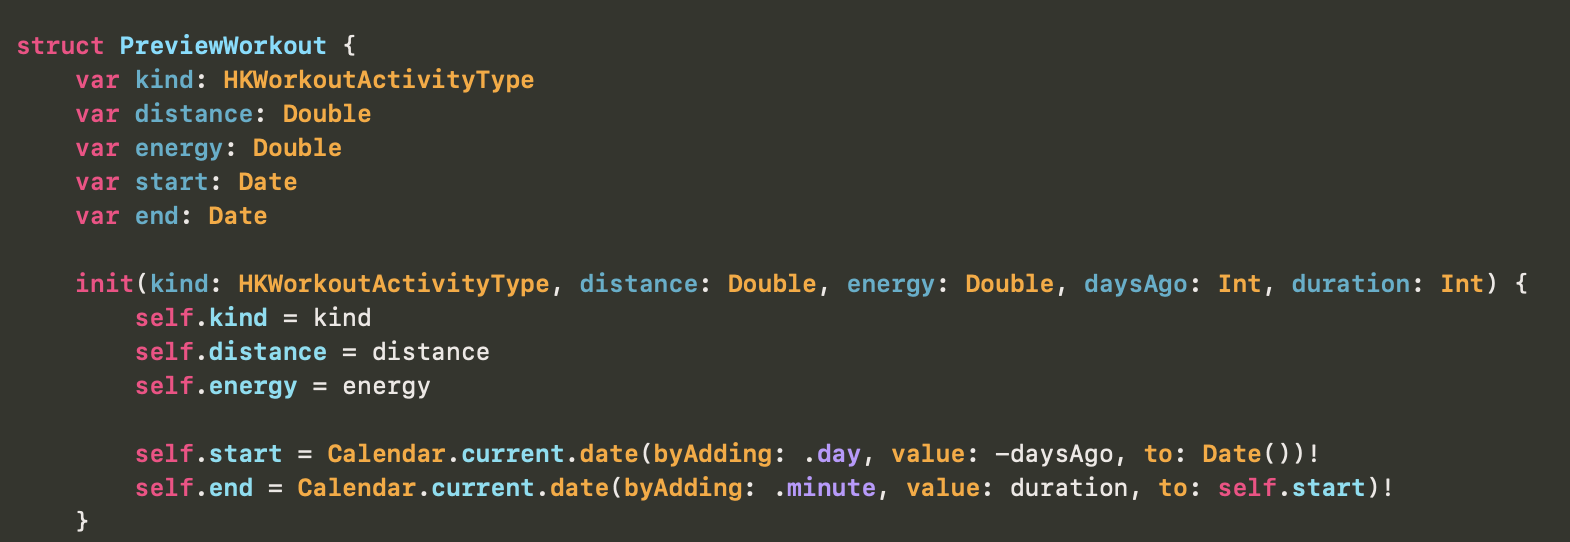 struct PreviewWorkout {
    var kind: HKWorkoutActivityType
    var distance: Double
    var energy: Double
    var start: Date
    var end: Date

    init(kind: HKWorkoutActivityType, distance: Double, energy: Double, daysAgo: Int, duration: Int) {
        self.kind = kind
        self.distance = distance
        self.energy = energy

        self.start = Calendar.current.date(byAdding: .day, value: -daysAgo, to: Date())!
        self.end = Calendar.current.date(byAdding: .minute, value: duration, to: self.start)!
    }